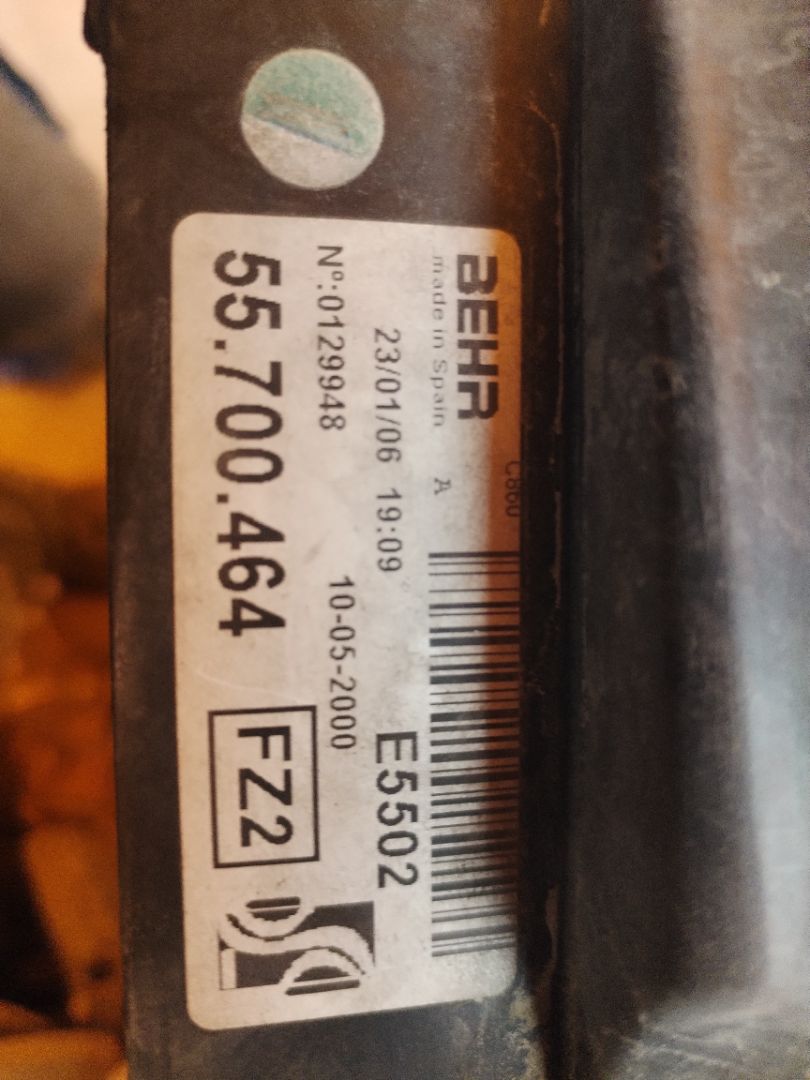 C860
BEHR
made in Spain
A
23/01/06 19:09
E5502
Nº:0129948
10-05-2000
55.700.464
FZ2